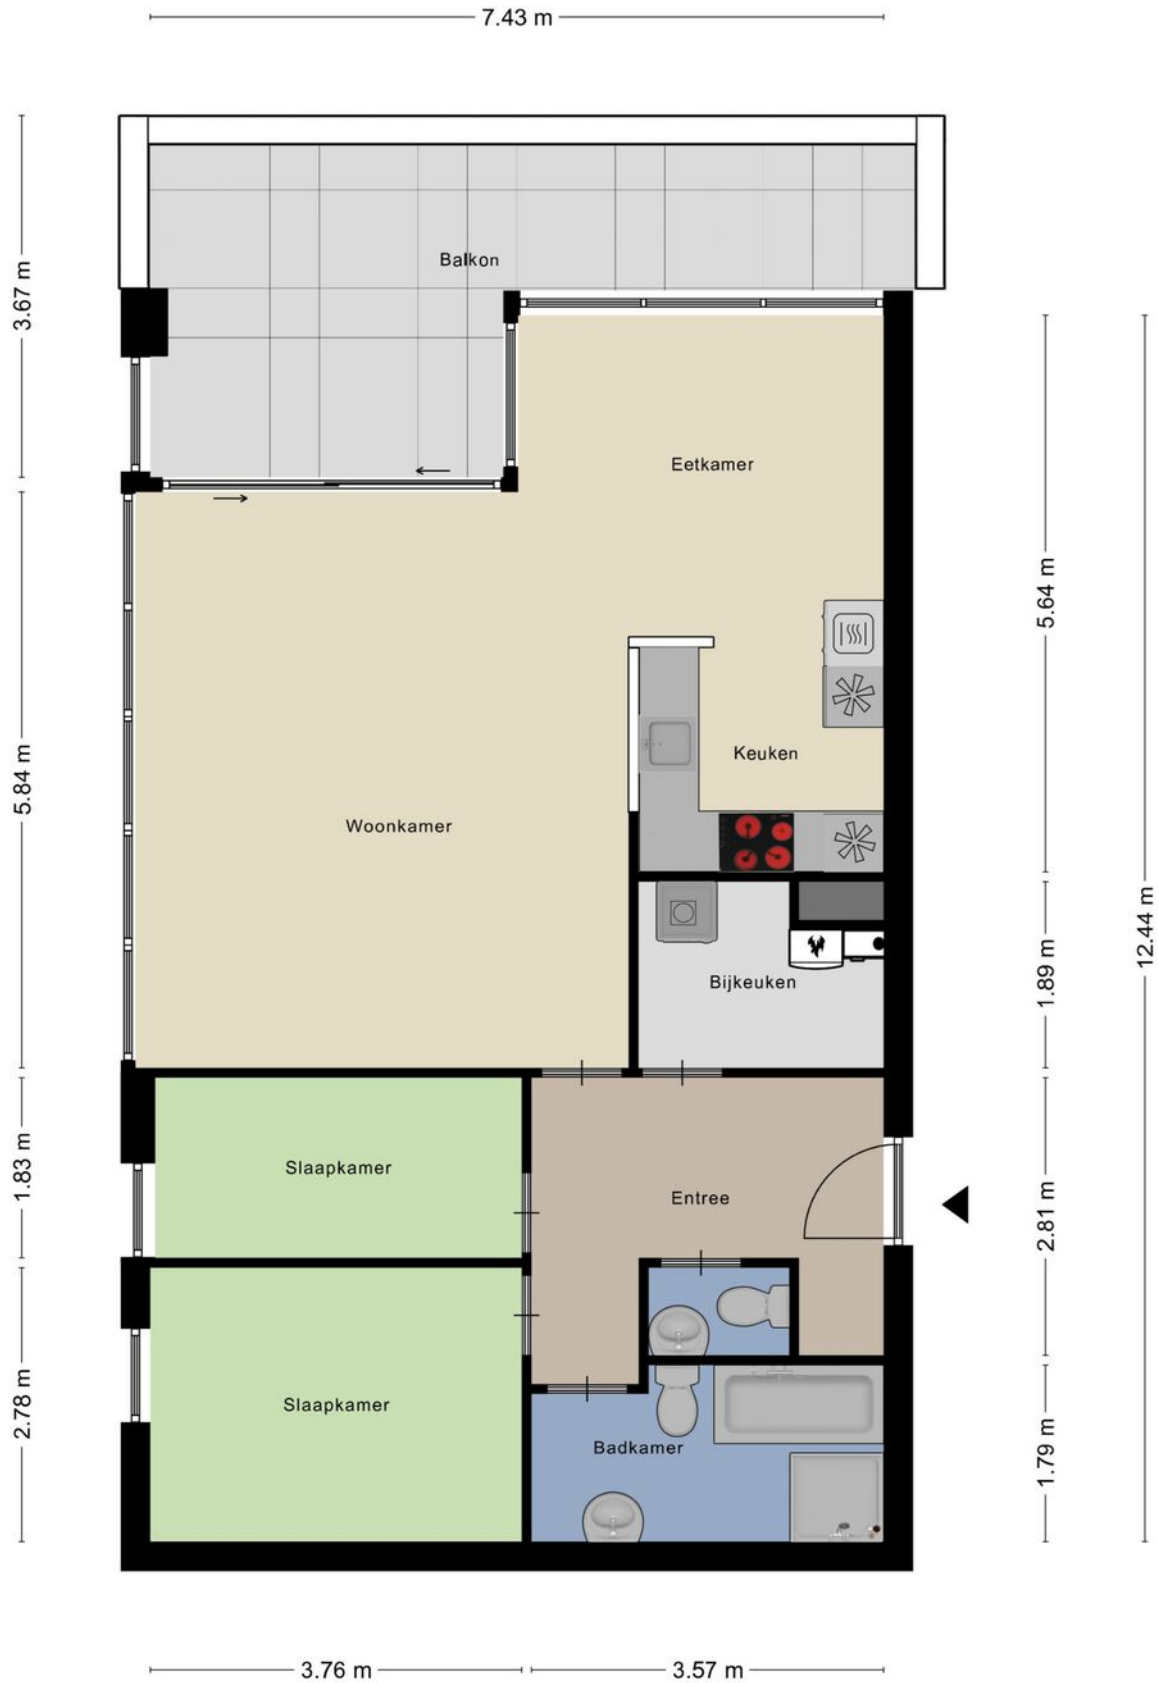 7.43 m
3.67 m
Balkon
Eetkamer
5.64 m
5.84 m
Keuken
Woonkamer
12.44 m
1.89 m
Bijkeuken
1.83 m
Slaapkamer
Entree
2.81 m
2.78 m
Slaapkamer
Badkamer
1.79 m
3.76 m
3.57 m